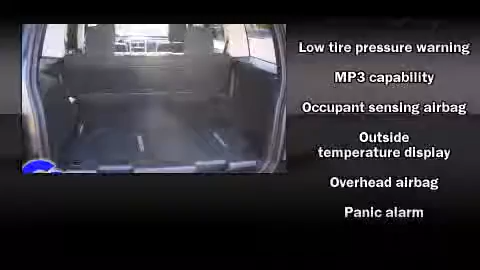 Low tire pressure warning
MP3 capability
Occupant sensing airbag
Outside
temperature display
Overhead airbag
Panic alarm